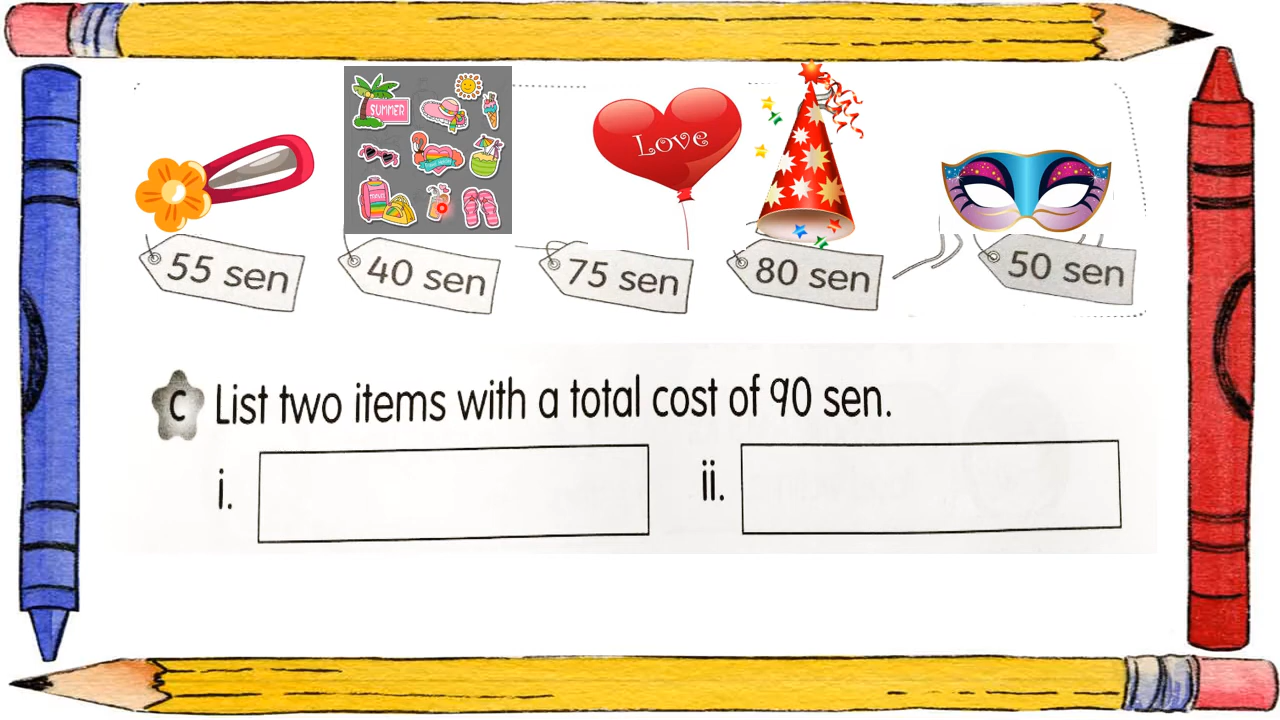 SUMMER
Love
55 sen
40 sen
75 sen
80 sen
50 sen
C List two items with a total cost of 90 sen.
i.
ii.